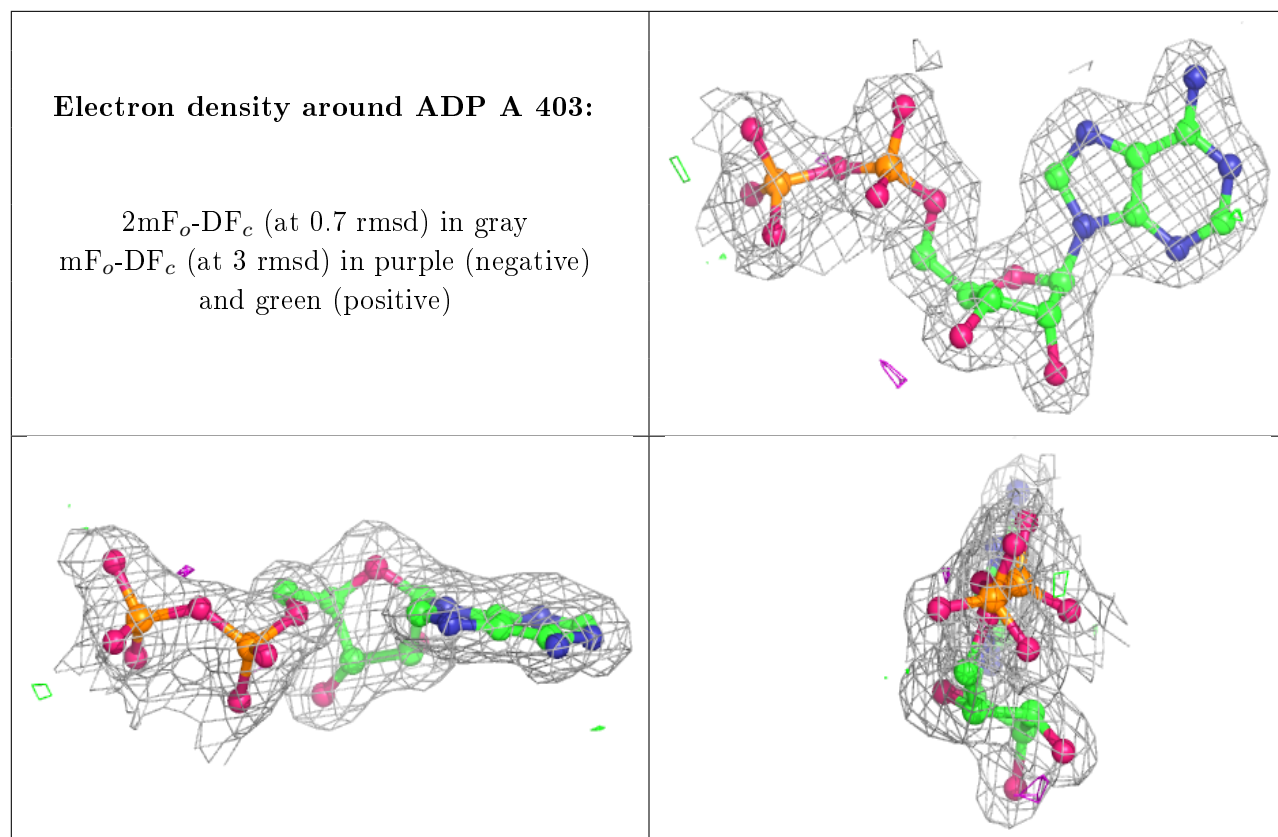 Electron density around ADP A 403:
2mFo-DFc (at 0.7 rmsd) in gray
mFo-DFc (at 3 rmsd) in purple (negative)
and green (positive)